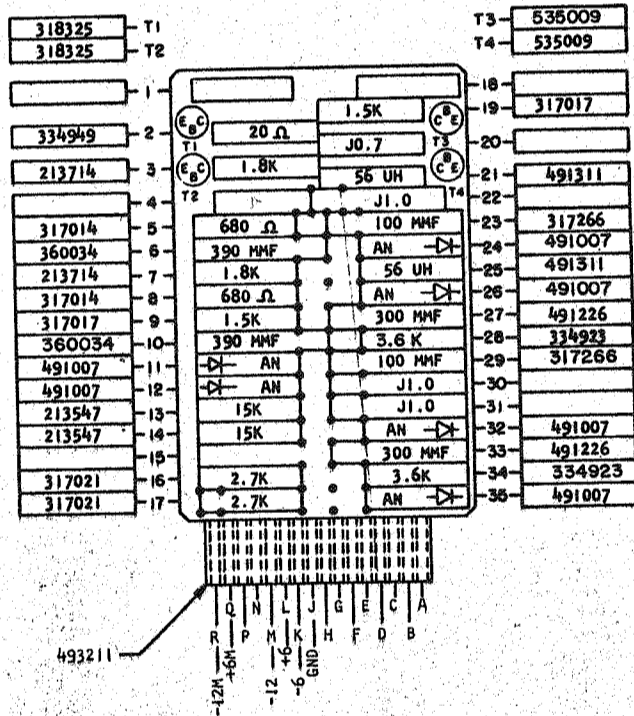 318325 T1
318325 T2
T3 535009
T4 535009
1
18
1.5K
19 317017
334949 2
E B C
T1
20 Ω
J0.7
C B E
T3
20
213714 3
E B C
T2
1.8K
56 UH
C B E
T4
21 491311
4
J1.0
22
317014 5
680 Ω
100 MMF
23 317266
360034 6
390 MMF
AN
24 491007
213714 7
1.8K
56 UH
25 491311
317014 8
680 Ω
AN
26 491007
317017 9
1.5K
300 MMF
27 491226
360034 10
390 MMF
3.6 K
28 334923
491007 11
AN
100 MMF
29 317266
491007 12
AN
J1.0
30
213547 13
15K
J1.0
31
213547 14
15K
AN
32 491007
15
300 MMF
33 491226
317021 16
2.7K
3.6K
34 334923
317021 17
2.7K
AN
35 491007
Q N L J G E C A
R P M K H F D B
493211
-12M
+6M
-12
+6
-6
GND